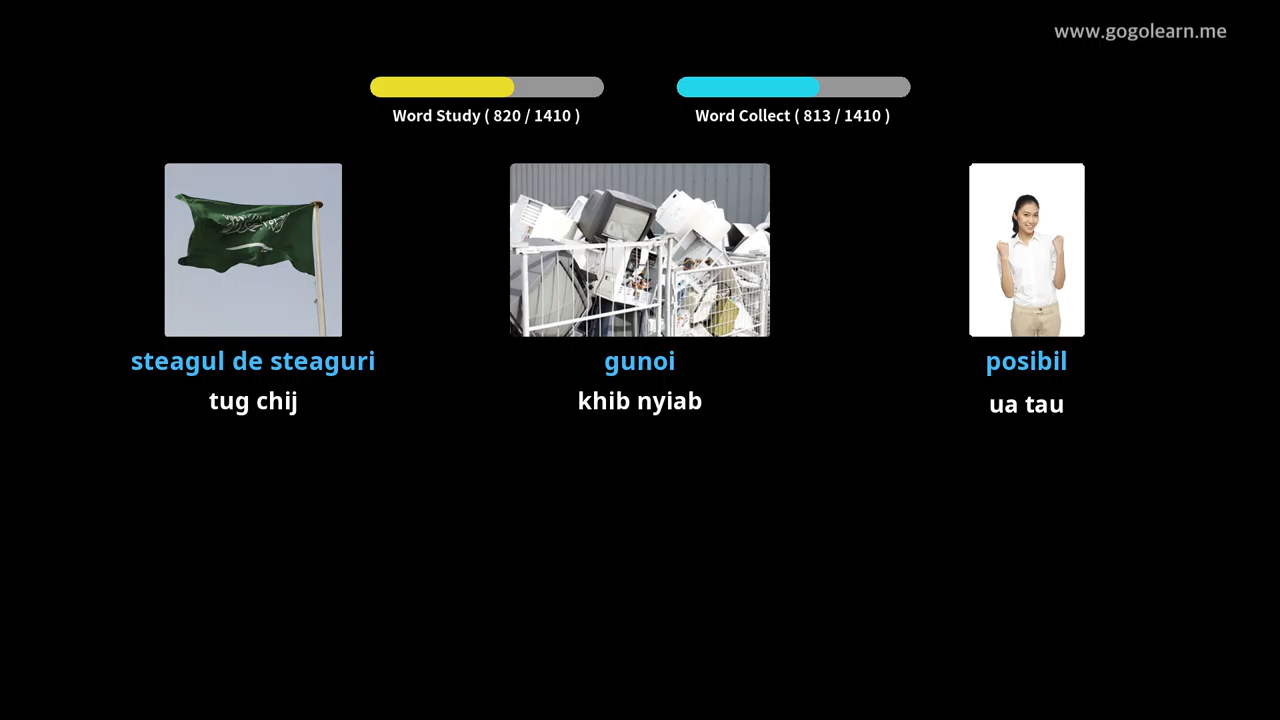 www.gogolearn.me
Word Study ( 820 / 1410 )
Word Collect ( 813 / 1410 )
steagul de steaguri
gunoi
posibil
tug chij
khib nyiab
ua tau